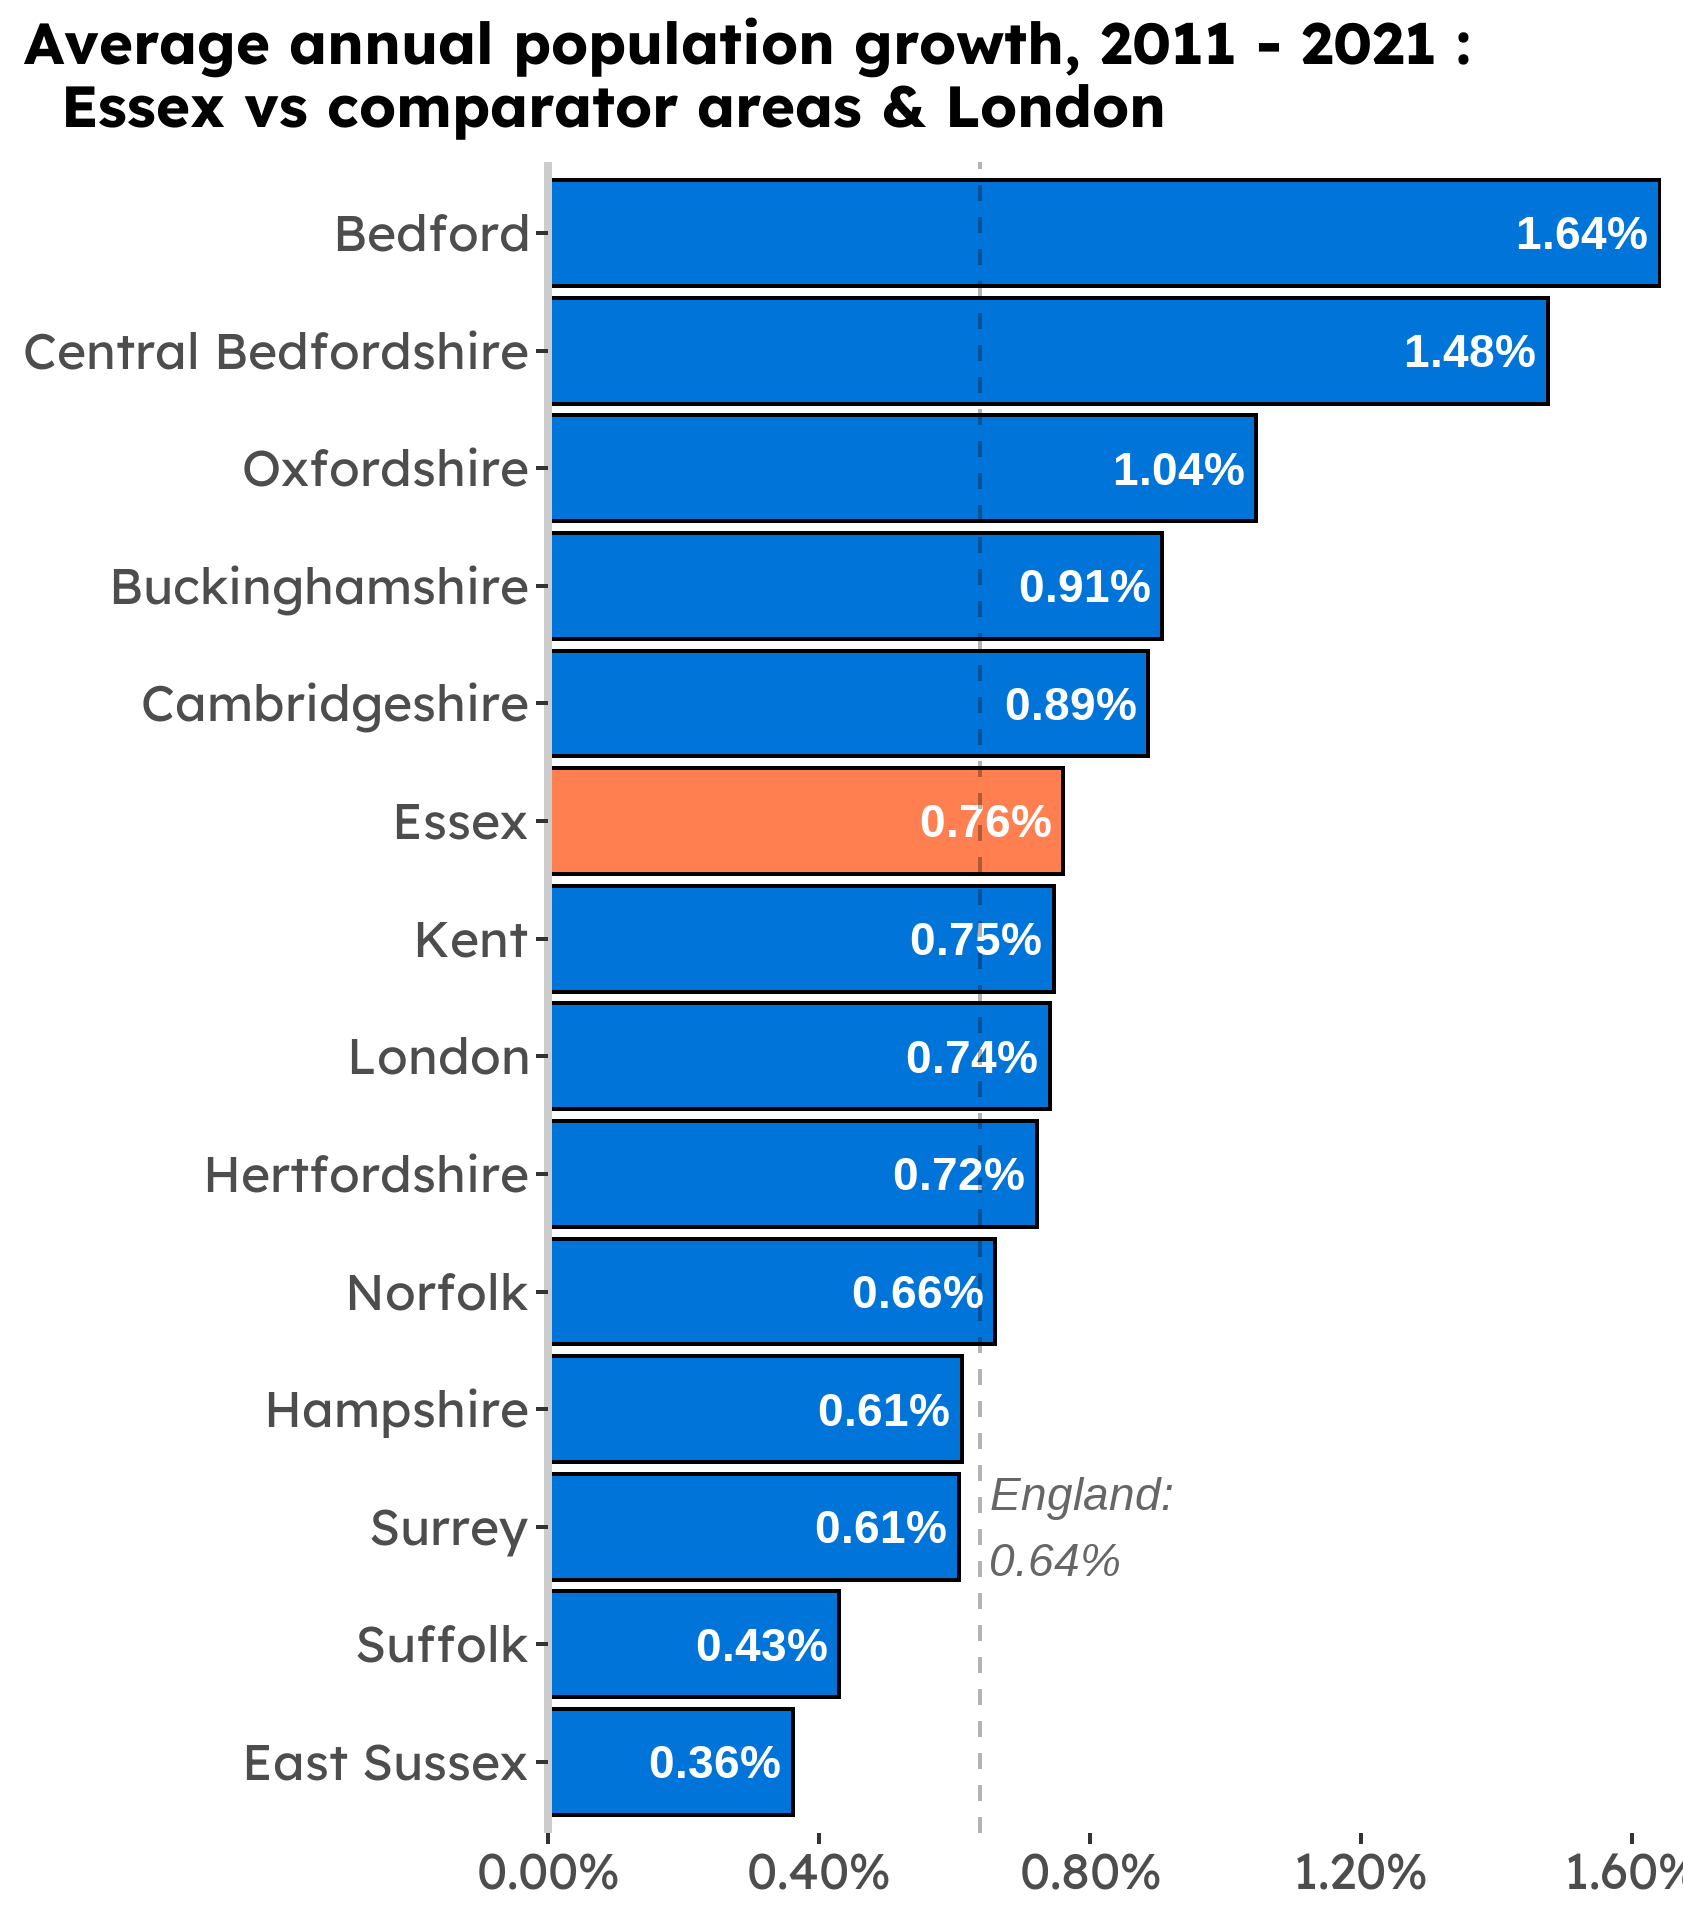 Average annual population growth, 2011 - 2021 :
Essex vs comparator areas & London
Bedford 1.64%
Central Bedfordshire 1.48%
Oxfordshire 1.04%
Buckinghamshire 0.91%
Cambridgeshire 0.89%
Essex 0.76%
Kent 0.75%
London 0.74%
Hertfordshire 0.72%
Norfolk 0.66%
Hampshire 0.61%
Surrey 0.61%
England:
0.64%
Suffolk 0.43%
East Sussex 0.36%
0.00% 0.40% 0.80% 1.20% 1.60%